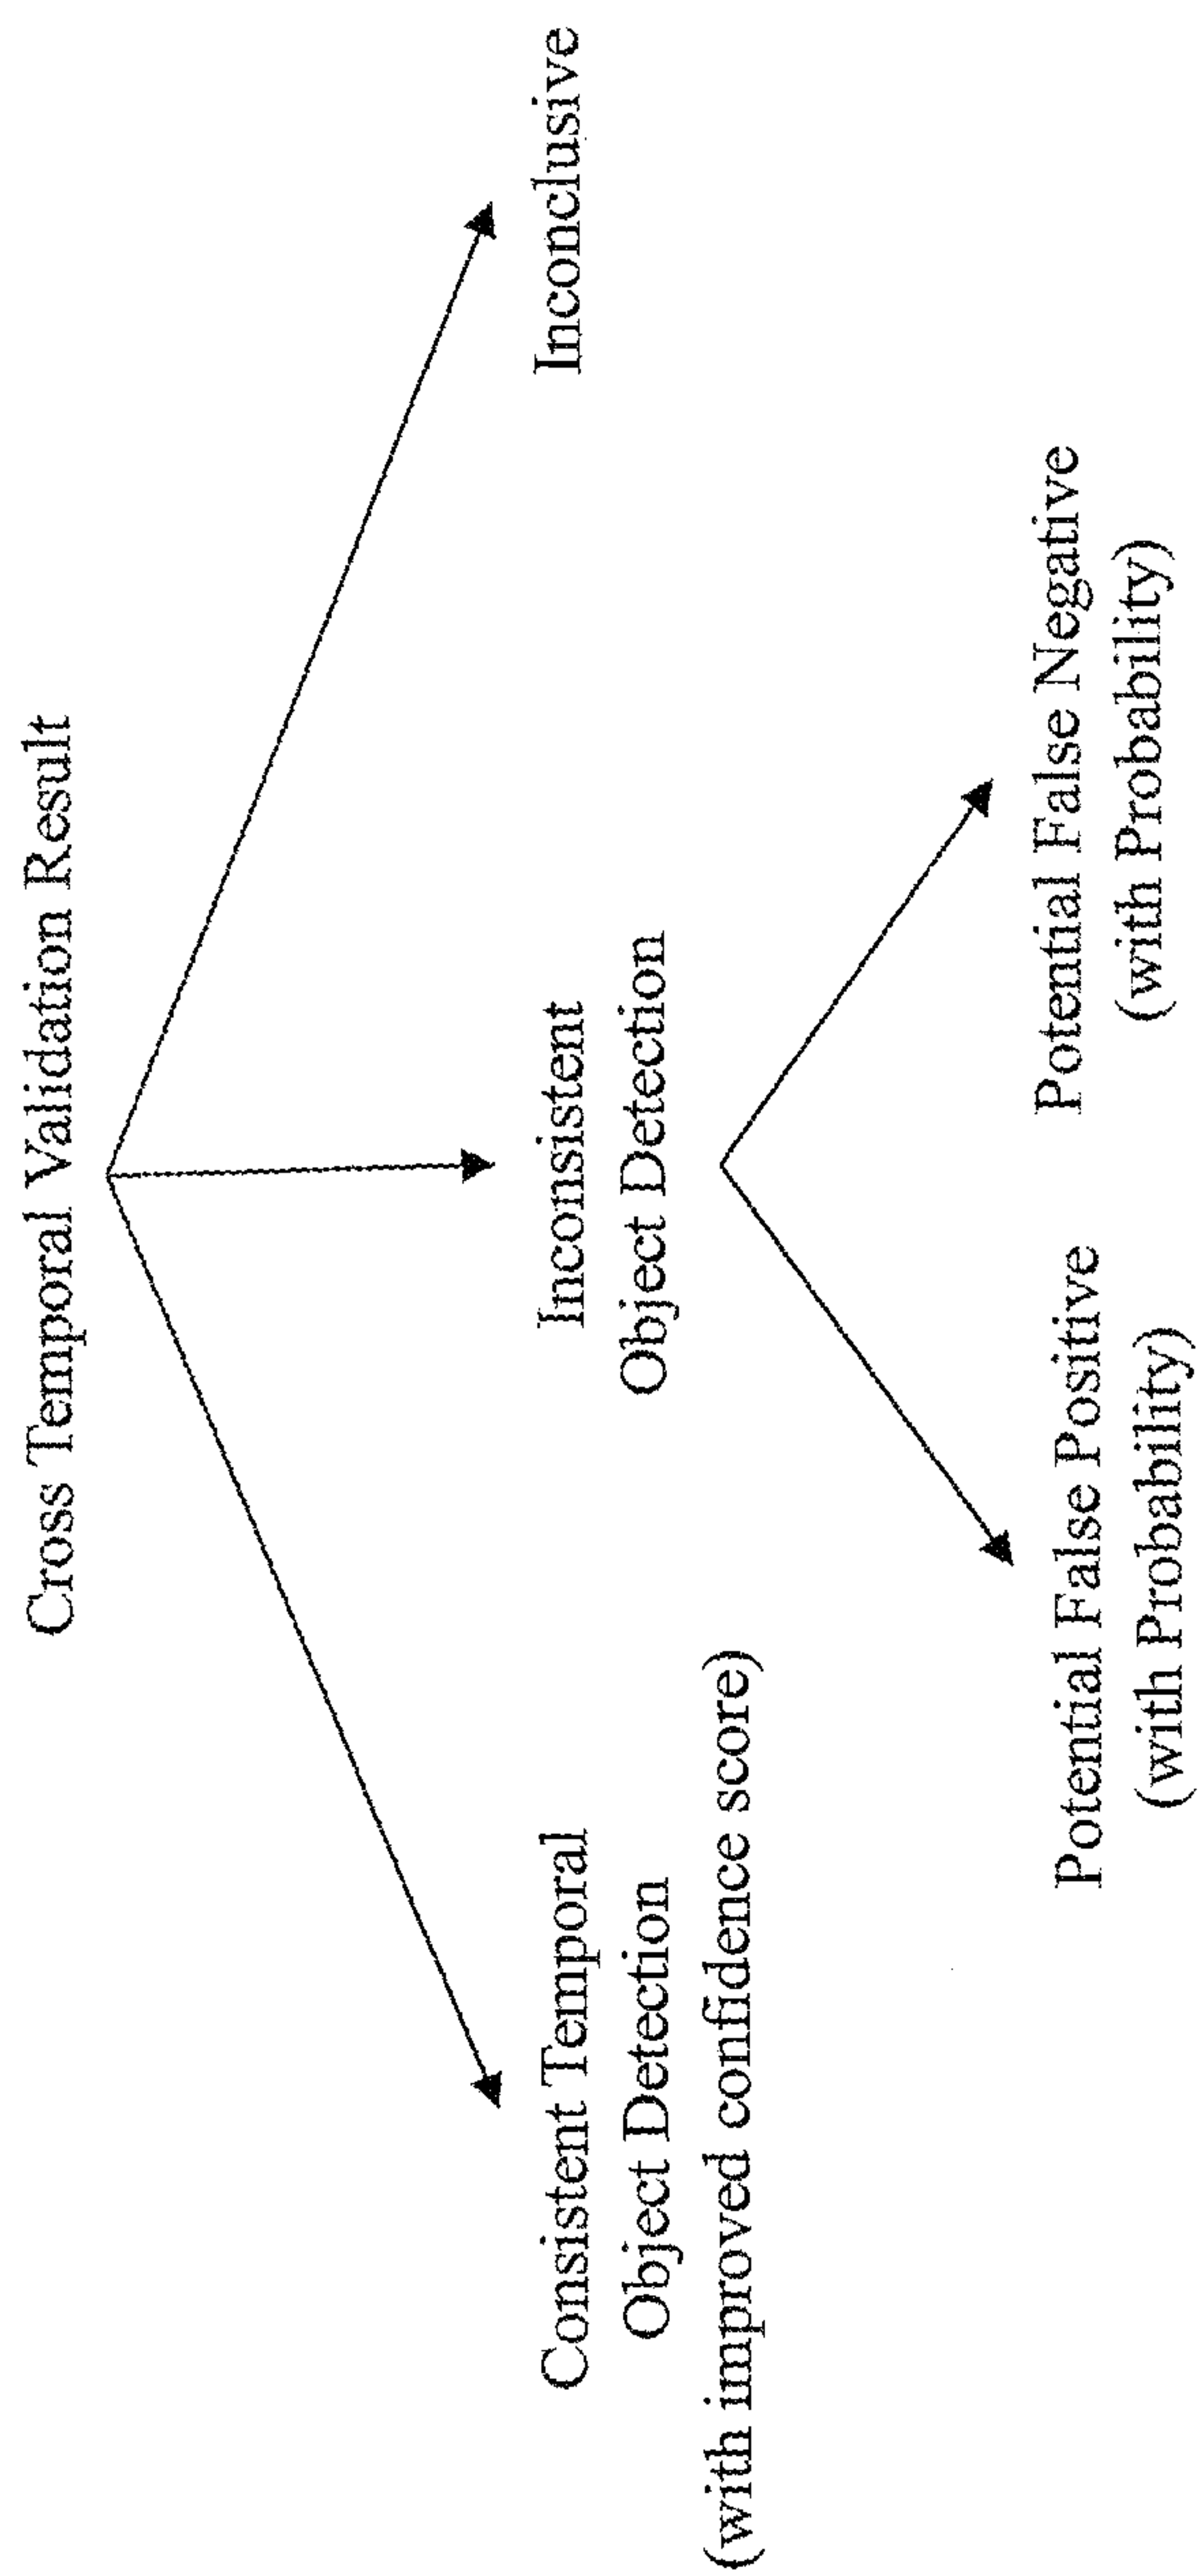 Cross Temporal Validation Result
Consistent Temporal
Object Detection
(with improved confidence score)
Inconsistent
Object Detection
Inconclusive
Potential False Positive
(with Probability)
Potential False Negative
(with Probability)